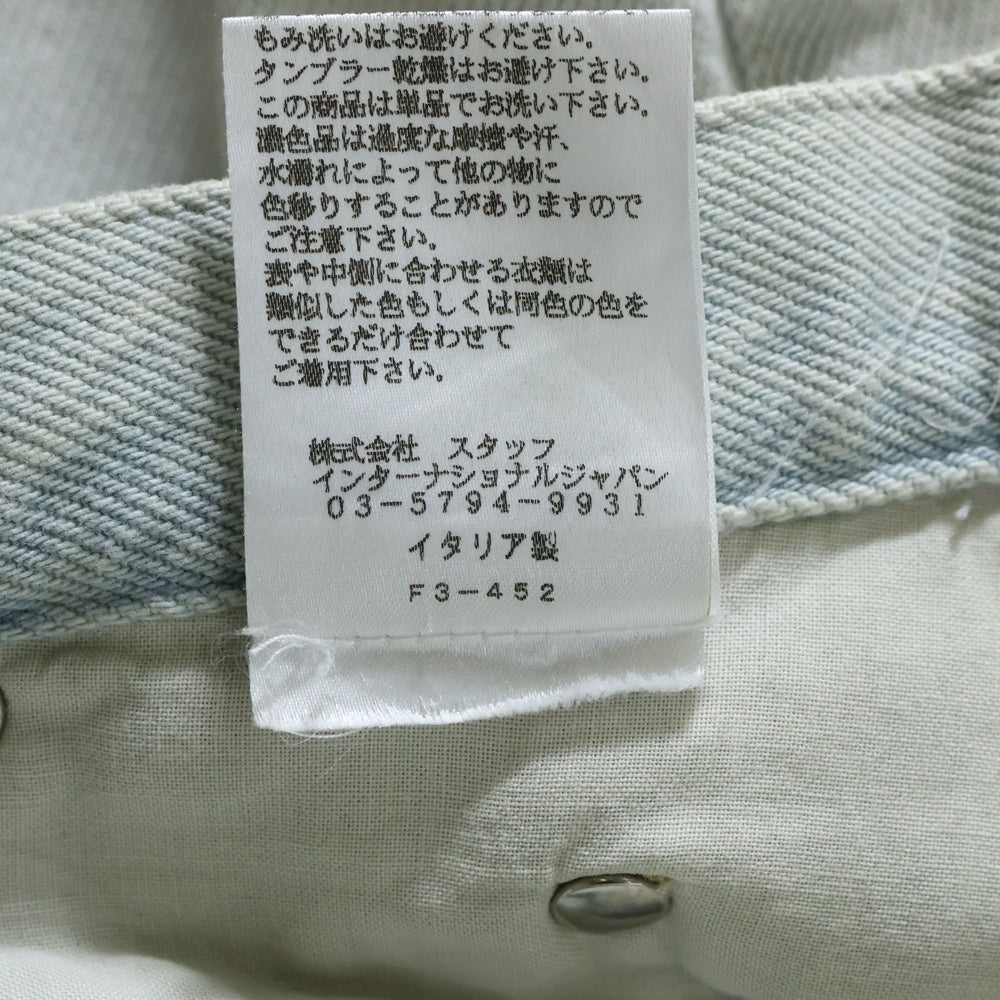 もみ洗いはお避けください。
タンブラー乾燥はお避け下さい。
この商品は単品でお洗い下さい。
濃色品は過度な摩擦や汗、
水濡れによって他の物に
色移りすることがありますので
ご注意下さい。
表や中側に合わせる衣類は
類似した色もしくは同色の色を
できるだけ合わせて
ご着用下さい。
株式会社 スタッフ
インターナショナルジャパン
03-5794-9931
イタリア製
F3-452